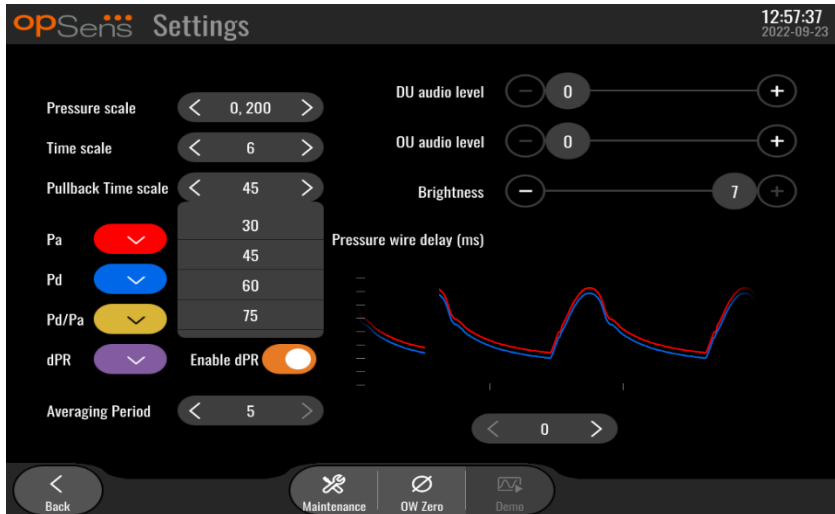 opSens Settings
12:57:37
2022-09-23
Pressure scale 0, 200
Time scale 6
Pullback Time scale 45
30
45
60
75
Pa
Pd
Pd/Pa
dPR
Enable dPR
Averaging Period 5
DU audio level 0
OU audio level 0
Brightness 7
Pressure wire delay (ms)
0
Back
Maintenance
OW Zero
Demo